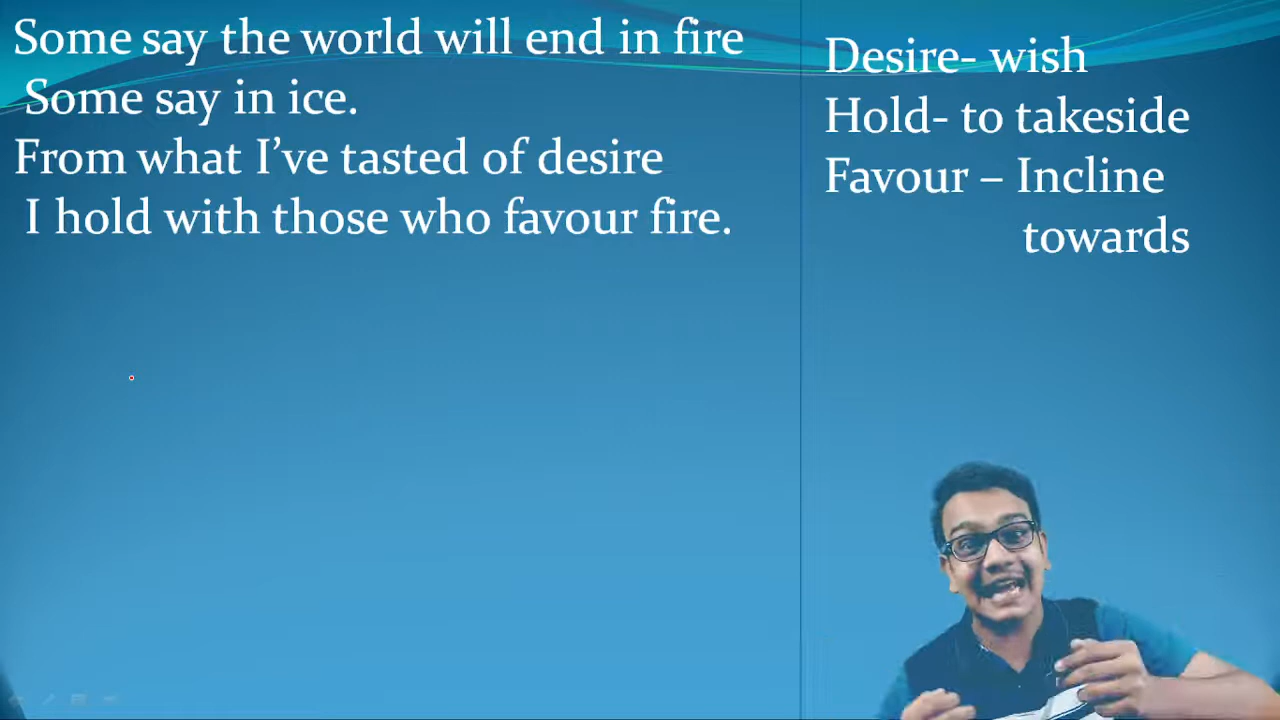 Some say the world will end in fire
Some say in ice.
From what I’ve tasted of desire
I hold with those who favour fire.
Desire- wish
Hold- to takeside
Favour – Incline
towards